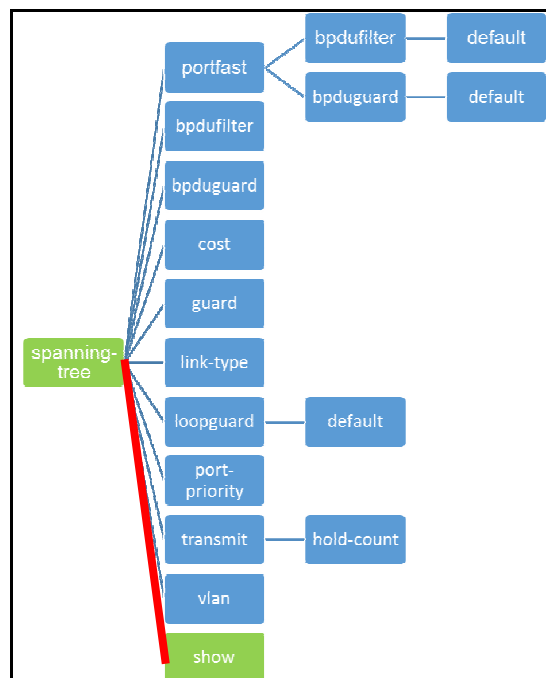 portfast
bpdufilter
default
bpduguard
default
bpdufilter
bpduguard
cost
guard
spanning-
tree
link-type
loopguard
default
port-
priority
transmit
hold-count
vlan
show